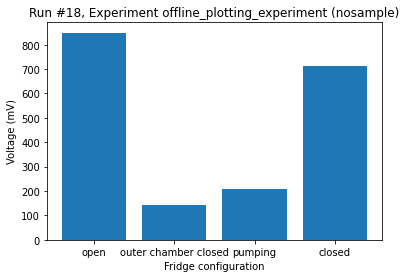 Run #18, Experiment offline_plotting_experiment (nosample)
Voltage (mV)
800
700
600
500
400
300
200
100
0
open outer chamber closed pumping closed
Fridge configuration